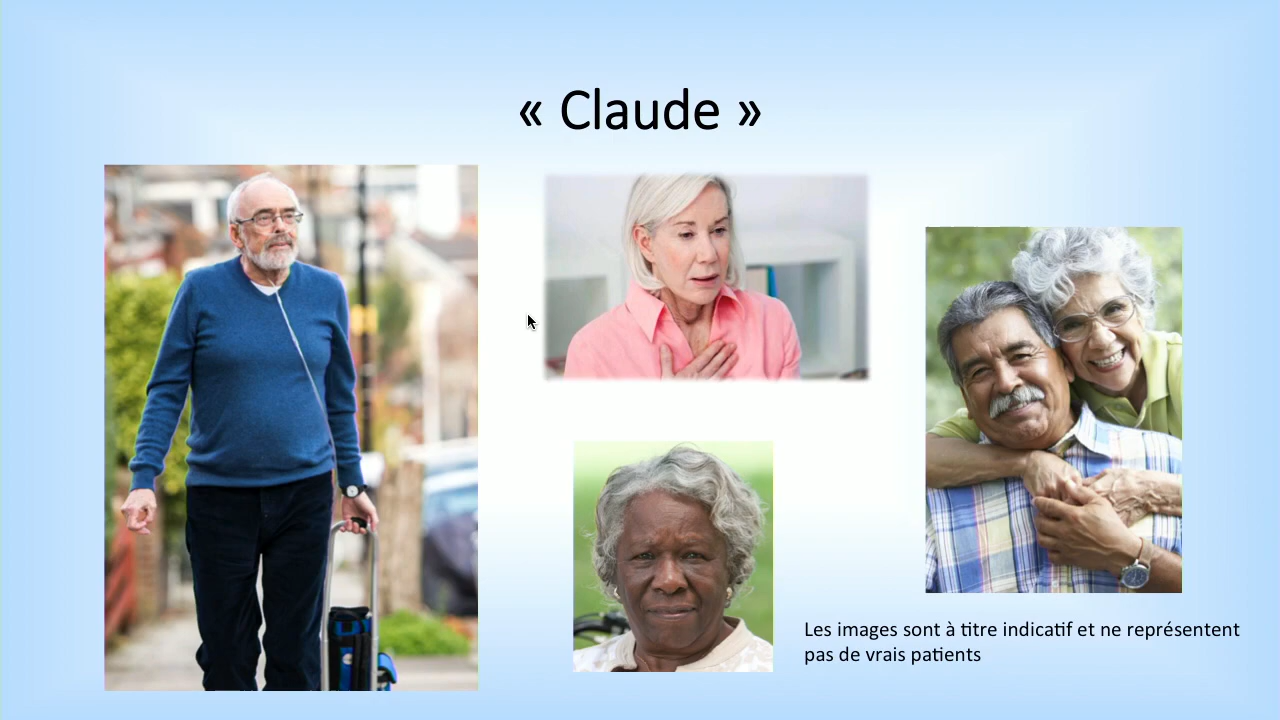 « Claude »
Les images sont à titre indicatif et ne représentent
pas de vrais patients